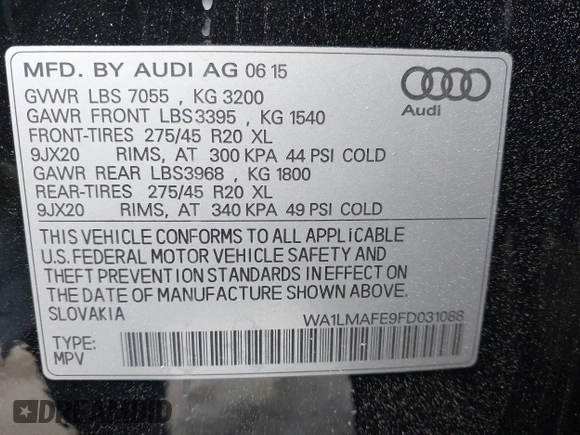 MFD. BY AUDI AG 06 15
GVWR LBS 7055 , KG 3200
GAWR FRONT LBS3395 , KG 1540
FRONT-TIRES 275/45 R20 XL
9JX20 RIMS, AT 300 KPA 44 PSI COLD
GAWR REAR LBS3968 , KG 1800
REAR-TIRES 275/45 R20 XL
9JX20 RIMS, AT 340 KPA 49 PSI COLD
THIS VEHICLE CONFORMS TO ALL APPLICABLE
U.S. FEDERAL MOTOR VEHICLE SAFETY AND
THEFT PREVENTION STANDARDS IN EFFECT ON
THE DATE OF MANUFACTURE SHOWN ABOVE.
SLOVAKIA
WA1LMAFE9FD031088
TYPE:
MPV
Audi
DREAMBID